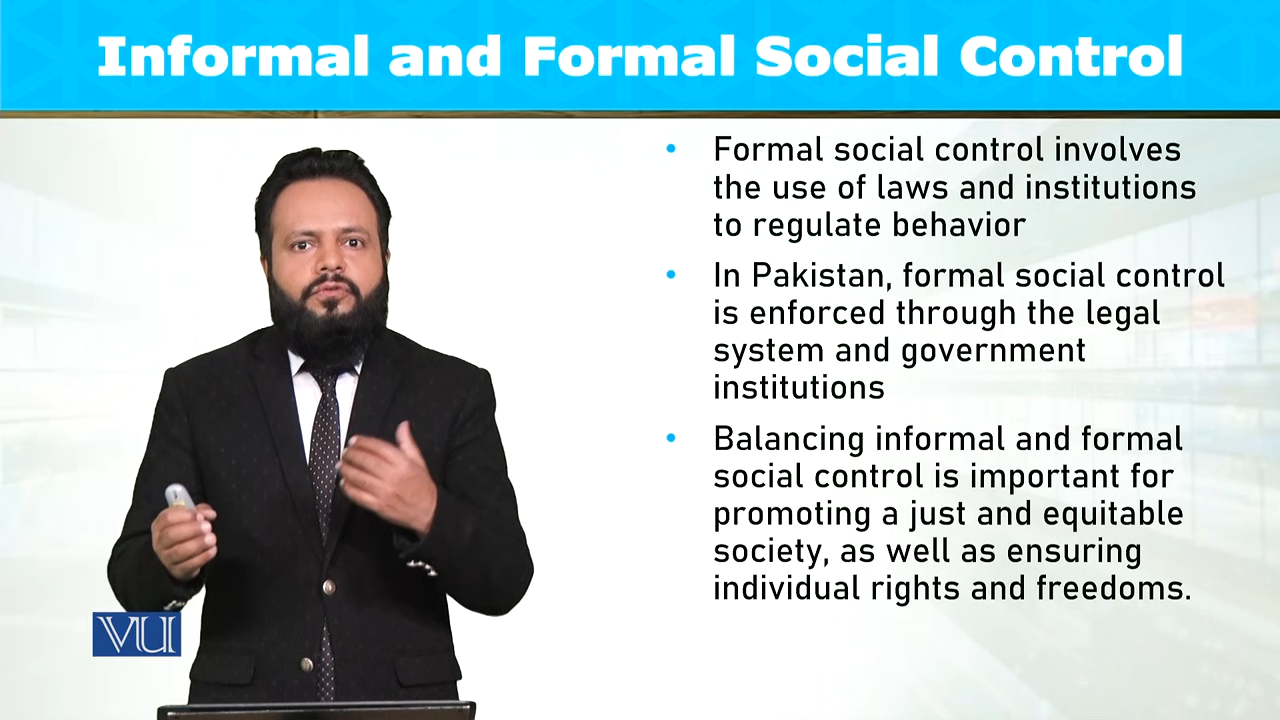 Informal and Formal Social Control
• Formal social control involves
the use of laws and institutions
to regulate behavior
• In Pakistan, formal social control
is enforced through the legal
system and government
institutions
• Balancing informal and formal
social control is important for
promoting a just and equitable
society, as well as ensuring
individual rights and freedoms.
VU